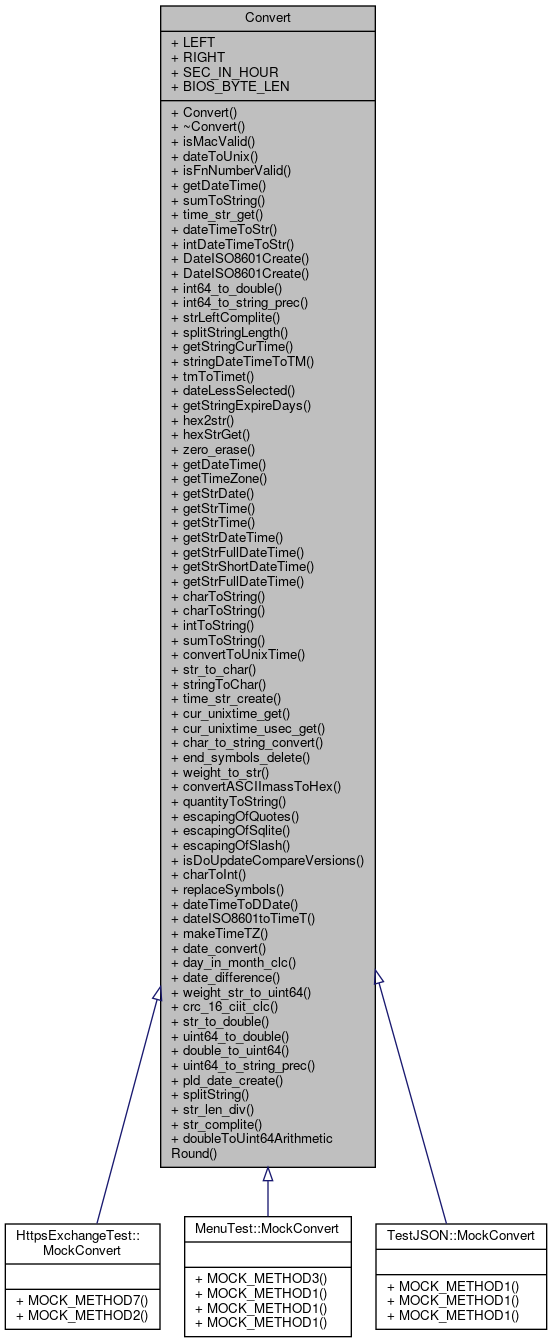 Convert
+ LEFT
+ RIGHT
+ SEC_IN_HOUR
+ BIOS_BYTE_LEN
+ Convert()
+ ~Convert()
+ isMacValid()
+ dateToUnix()
+ isFnNumberValid()
+ getDateTime()
+ sumToString()
+ time_str_get()
+ dateTimeToStr()
+ intDateTimeToStr()
+ DateISO8601Create()
+ DateISO8601Create()
+ int64_to_double()
+ int64_to_string_prec()
+ strLeftComplite()
+ splitStringLength()
+ getStringCurTime()
+ stringDateTimeToTM()
+ tmToTimet()
+ dateLessSelected()
+ getStringExpireDays()
+ hex2str()
+ hexStrGet()
+ zero_erase()
+ getDateTime()
+ getTimeZone()
+ getStrDate()
+ getStrTime()
+ getStrTime()
+ getStrDateTime()
+ getStrFullDateTime()
+ getStrShortDateTime()
+ getStrFullDateTime()
+ charToString()
+ charToString()
+ intToString()
+ sumToString()
+ convertToUnixTime()
+ str_to_char()
+ stringToChar()
+ time_str_create()
+ cur_unixtime_get()
+ cur_unixtime_usec_get()
+ char_to_string_convert()
+ end_symbols_delete()
+ weight_to_str()
+ convertASCIImassToHex()
+ quantityToString()
+ escapingOfQuotes()
+ escapingOfSqlite()
+ escapingOfSlash()
+ isDoUpdateCompareVersions()
+ charToInt()
+ replaceSymbols()
+ dateTimeToDDate()
+ dateISO8601toTimeT()
+ makeTimeTZ()
+ date_convert()
+ day_in_month_clc()
+ date_difference()
+ weight_str_to_uint64()
+ crc_16_ciit_clc()
+ str_to_double()
+ uint64_to_double()
+ double_to_uint64()
+ uint64_to_string_prec()
+ pld_date_create()
+ splitString()
+ str_len_div()
+ str_complite()
+ doubleToUint64Arithmetic
Round()
HttpsExchangeTest::
MockConvert
+ MOCK_METHOD7()
+ MOCK_METHOD2()
MenuTest::MockConvert
+ MOCK_METHOD3()
+ MOCK_METHOD1()
+ MOCK_METHOD1()
+ MOCK_METHOD1()
TestJSON::MockConvert
+ MOCK_METHOD1()
+ MOCK_METHOD1()
+ MOCK_METHOD1()